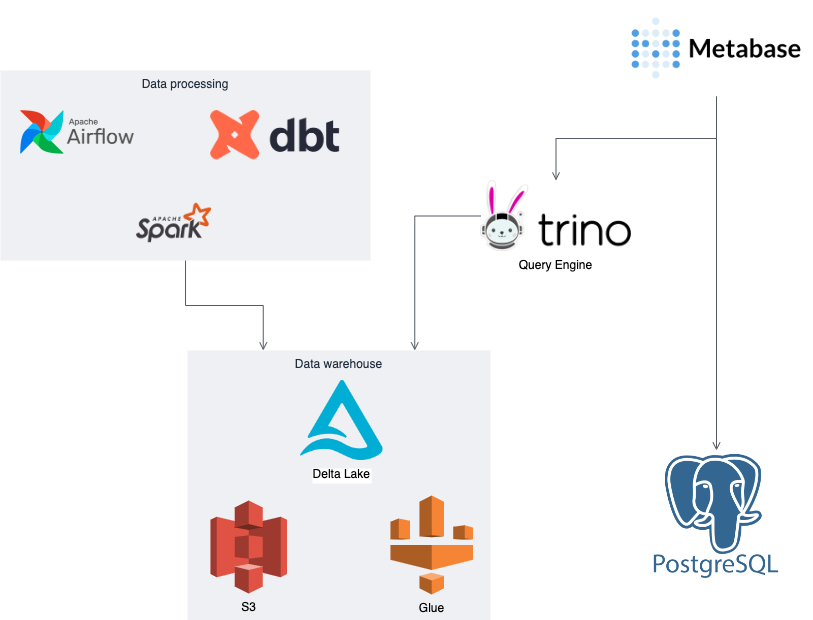 Metabase
Data processing
Apache
Airflow
dbt
APACHE
Spark
trino
Query Engine
Data warehouse
Delta Lake
S3
Glue
PostgreSQL